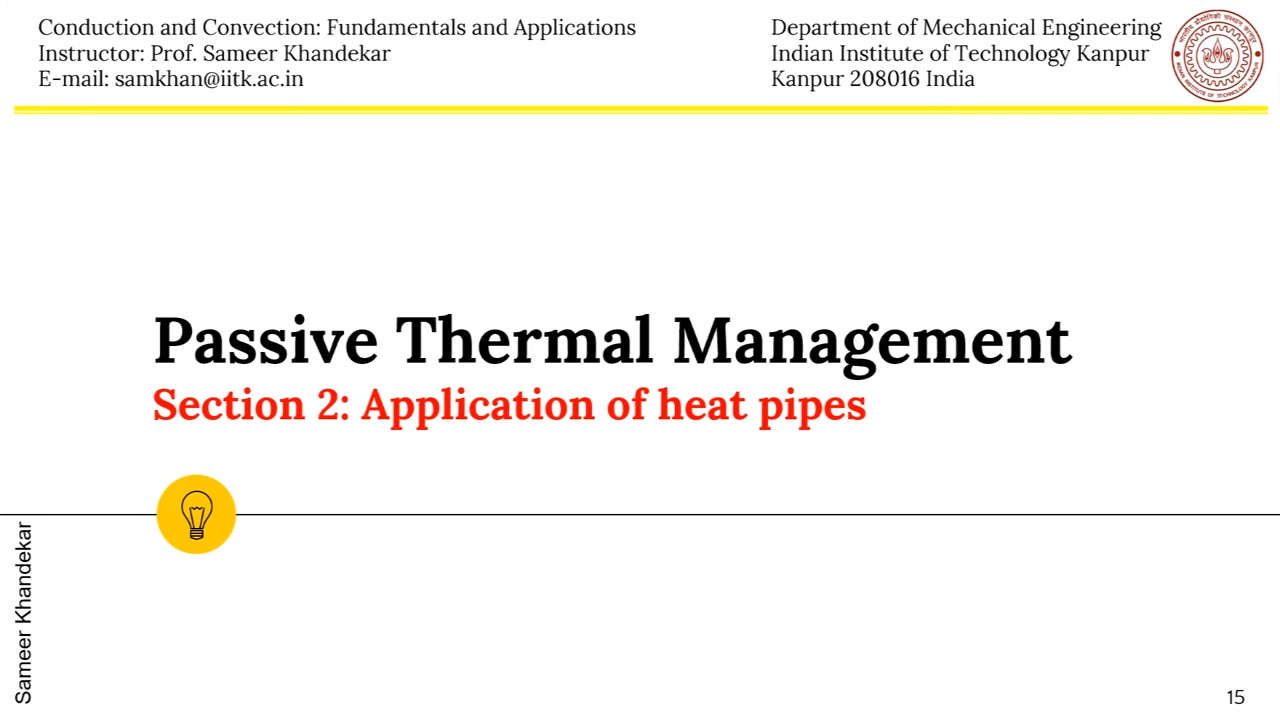 Conduction and Convection: Fundamentals and Applications
Instructor: Prof. Sameer Khandekar
E-mail: samkhan@iitk.ac.in
Department of Mechanical Engineering
Indian Institute of Technology Kanpur
Kanpur 208016 India
Passive Thermal Management
Section 2: Application of heat pipes
Sameer Khandekar
15